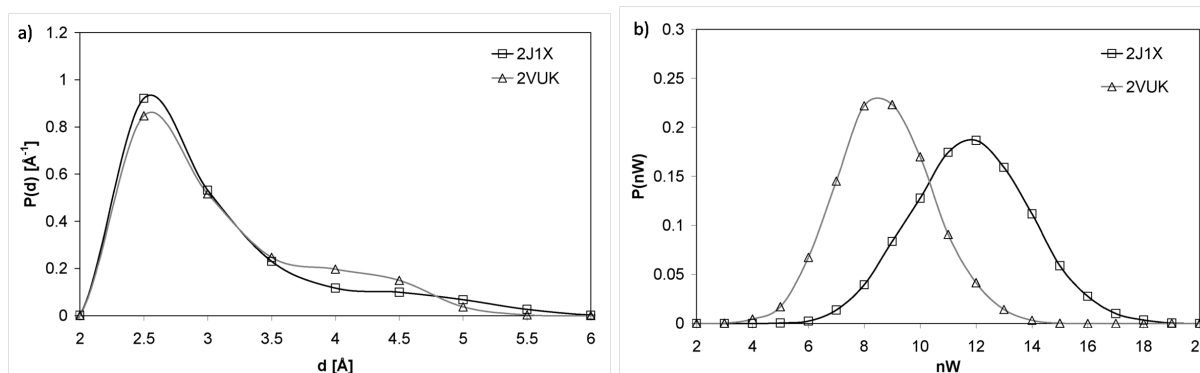 a)
1.2
1
0.8
0.6
0.4
0.2
0
P(d) [Å⁻¹]
2J1X
2VUK
2 2.5 3 3.5 4 4.5 5 5.5 6
d [Å]
b)
0.3
0.25
0.2
0.15
0.1
0.05
0
P(nW)
2J1X
2VUK
2 4 6 8 10 12 14 16 18 2
nW